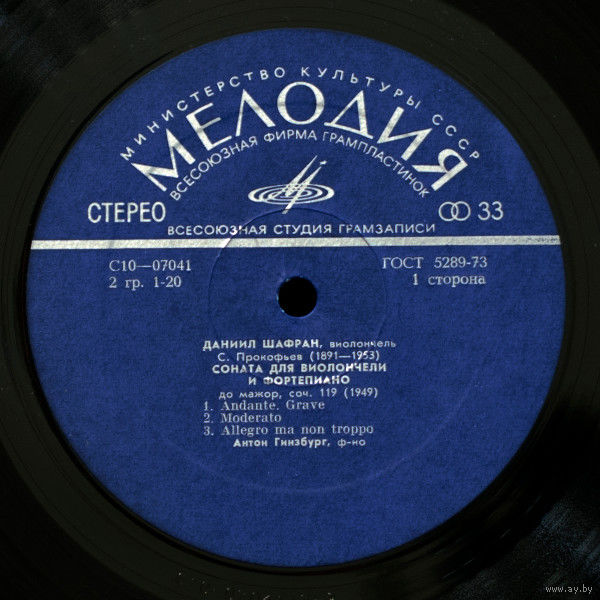 МИНИСТЕРСТВО КУЛЬТУРЫ СССР
МЕЛОДИЯ
ВСЕСОЮЗНАЯ ФИРМА ГРАМПЛАСТИНОК
СТЕРЕО
33
ВСЕСОЮЗНАЯ СТУДИЯ ГРАМЗАПИСИ
С10—07041
ГОСТ 5289-73
2 гр. 1-20
1 сторона
ДАНИИЛ ШАФРАН, виолончель
С. Прокофьев (1891—1953)
СОНАТА ДЛЯ ВИОЛОНЧЕЛИ
И ФОРТЕПИАНО
до мажор, соч. 119 (1949)
1. Andante. Grave
2. Moderato
3. Allegro ma non troppo
Антон Гинзбург, ф-но
www.ay.by